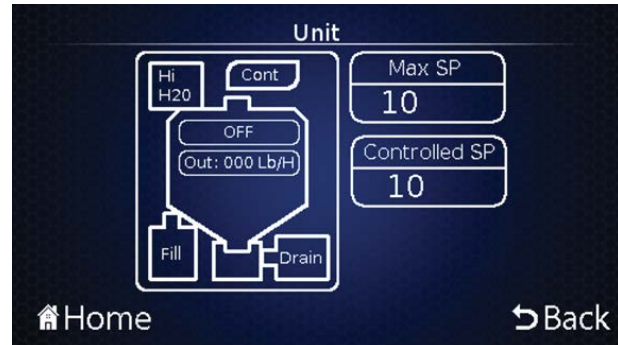 Unit
Hi
H20
Cont
OFF
Out: 000 Lb/H
Fill
Drain
Max SP
10
Controlled SP
10
Home
Back